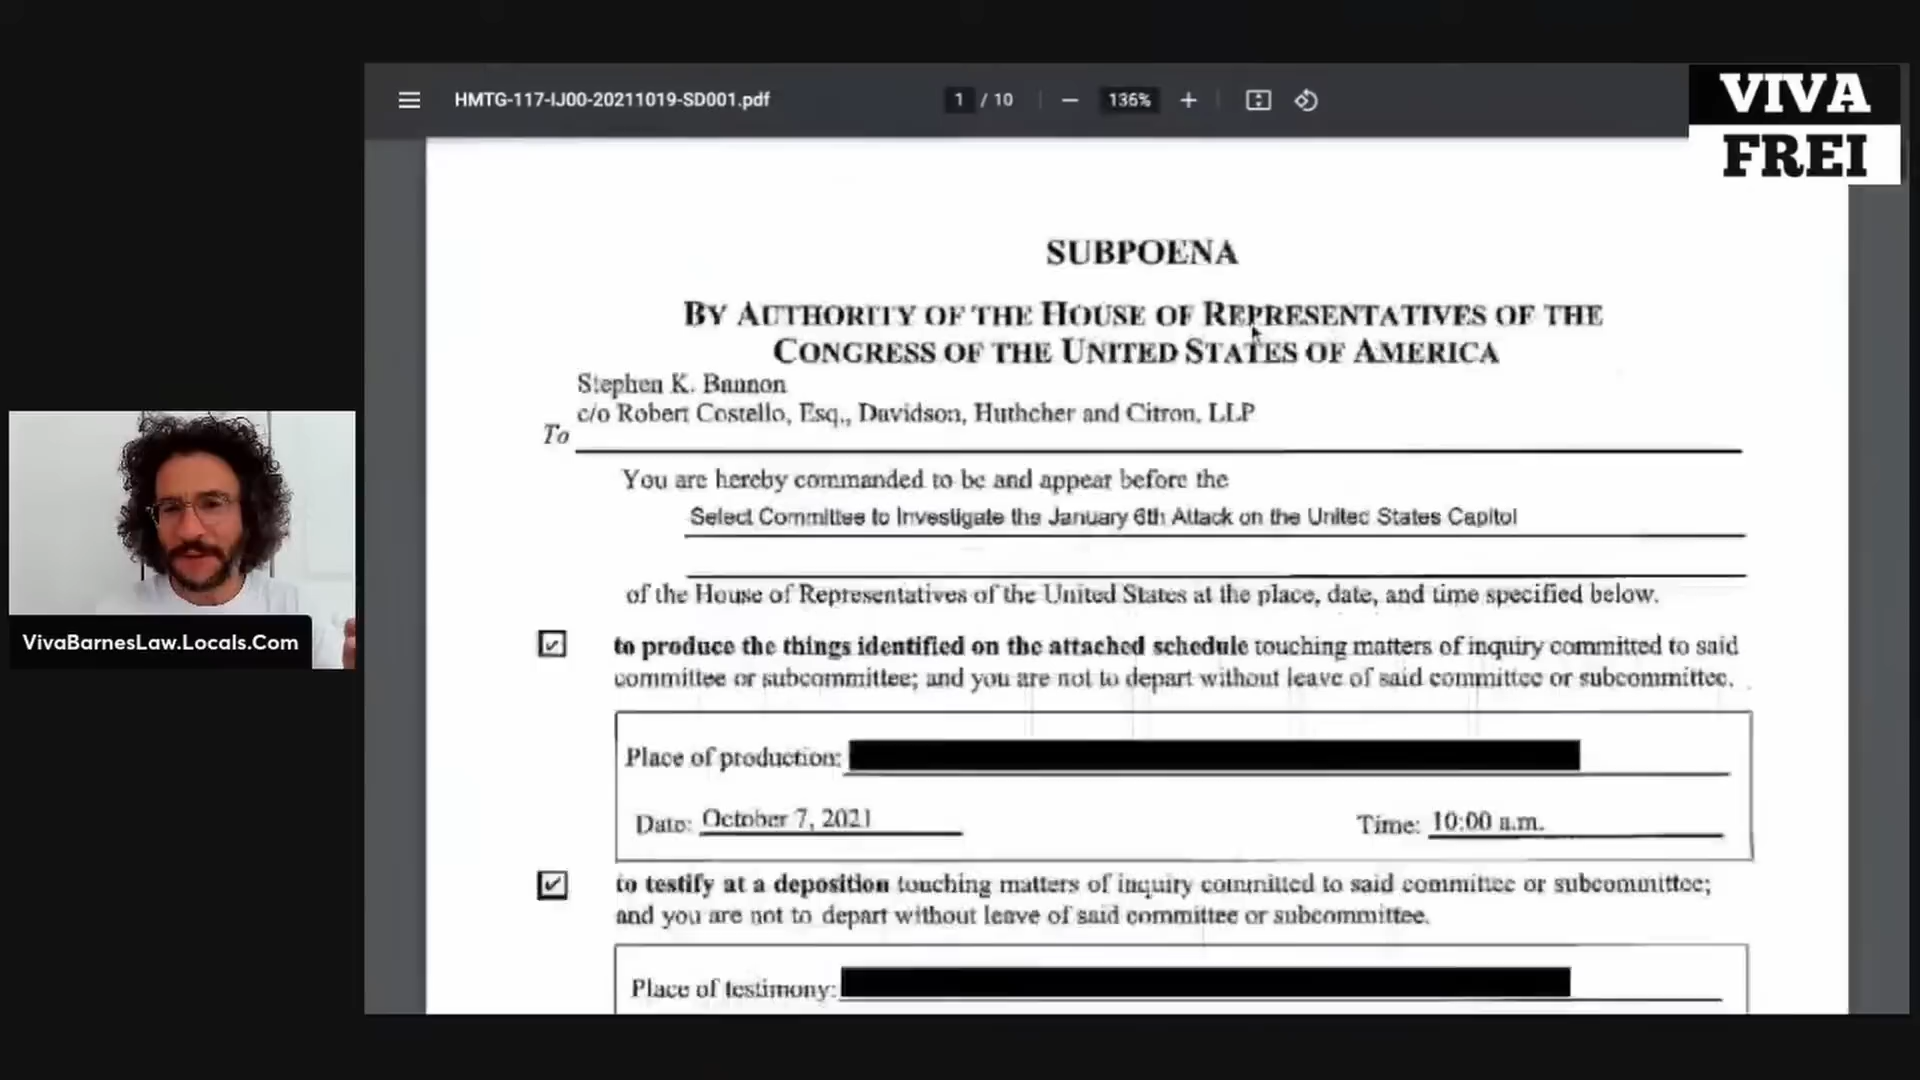 HMTG-117-IJ00-20211019-SD001.pdf
1 / 10
136%
VIVA
FREI
SUBPOENA
BY AUTHORITY OF THE HOUSE OF REPRESENTATIVES OF THE
CONGRESS OF THE UNITED STATES OF AMERICA
Stephen K. Bannon
c/o Robert Costello, Esq., Davidson, Huthcher and Citron, LLP
To
You are hereby commanded to be and appear before the
Select Committee to Investigate the January 6th Attack on the United States Capitol
of the House of Representatives of the United States at the place, date, and time specified below.
to produce the things identified on the attached schedule touching matters of inquiry committed to said
committee or subcommittee; and you are not to depart without leave of said committee or subcommittee.
Place of production:
Date: October 7, 2021
Time: 10:00 a.m.
to testify at a deposition touching matters of inquiry committed to said committee or subcommittee;
and you are not to depart without leave of said committee or subcommittee.
Place of testimony:
VivaBarnesLaw.Locals.Com